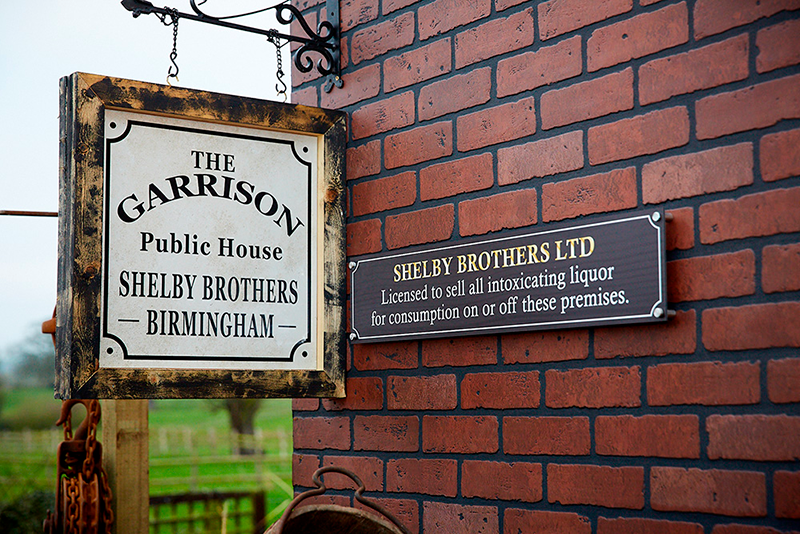 THE
GARRISON
Public House
SHELBY BROTHERS
— BIRMINGHAM —
SHELBY BROTHERS LTD
Licensed to sell all intoxicating liquor
for consumption on or off these premises.